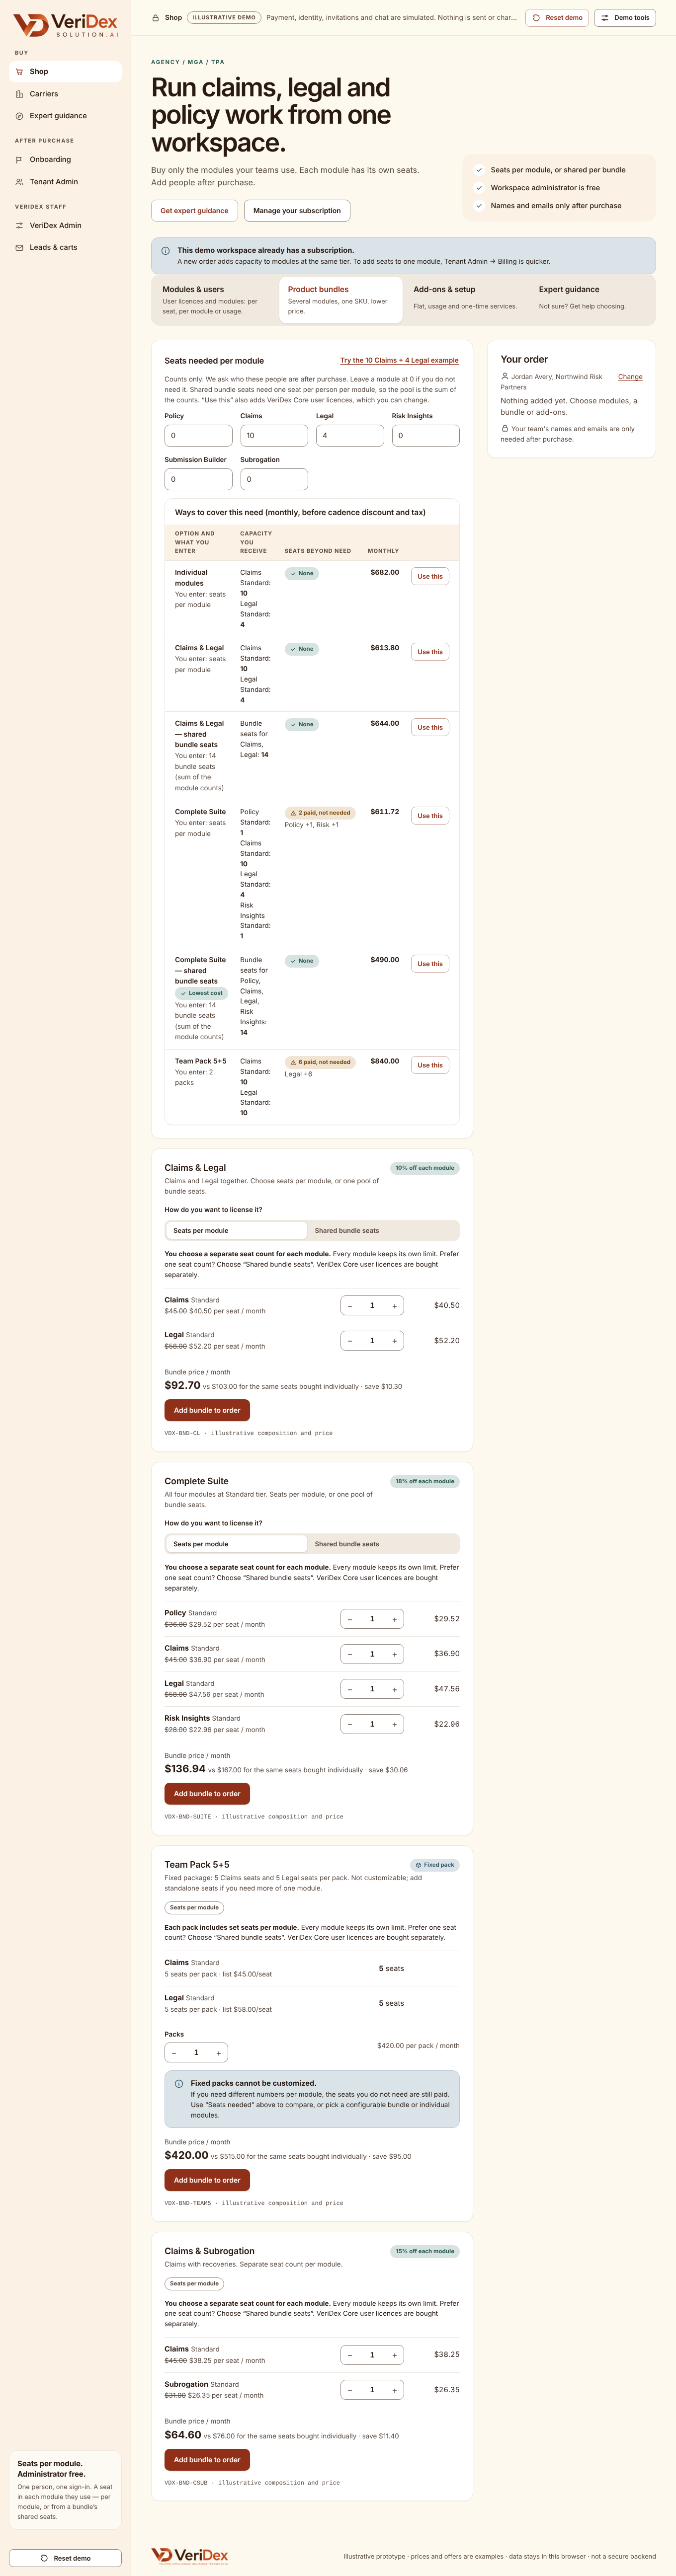 VeriDex
SOLUTION.AI
BUY
Shop
Carriers
Expert guidance
AFTER PURCHASE
Onboarding
Tenant Admin
VERIDEX STAFF
VeriDex Admin
Leads & carts
Seats per module.
Administrator free.
One person, one sign-in. A seat
in each module they use — per
module, or from a bundle's
shared seats.
Reset demo
Shop
ILLUSTRATIVE DEMO
Payment, identity, invitations and chat are simulated. Nothing is sent or char...
Reset demo
Demo tools
AGENCY / MGA / TPA
Run claims, legal and
policy work from one
workspace.
Buy only the modules your teams use. Each module has its own seats.
Add people after purchase.
Get expert guidance
Manage your subscription
Seats per module, or shared per bundle
Workspace administrator is free
Names and emails only after purchase
This demo workspace already has a subscription.
A new order adds capacity to modules at the same tier. To add seats to one module, Tenant Admin → Billing is quicker.
Modules & users
User licences and modules: per
seat, per module or usage.
Product bundles
Several modules, one SKU, lower
price.
Add-ons & setup
Flat, usage and one-time services.
Expert guidance
Not sure? Get help choosing.
Seats needed per module
Try the 10 Claims + 4 Legal example
Counts only. We ask who these people are after purchase. Leave a module at 0 if you do not
need it. Shared bundle seats count one seat per person per module, so the pool is the sum
of the counts. "Use this" also adds VeriDex Core user licences, which you can change.
Policy
Claims
Legal
Risk Insights
0
10
4
0
Submission Builder
Subrogation
0
0
Ways to cover this need (monthly, before cadence discount and tax)
OPTION AND
WHAT YOU
ENTER
CAPACITY
YOU
RECEIVE
SEATS BEYOND NEED
MONTHLY
Individual
modules
You enter: seats
per module
Claims
Standard:
10
Legal
Standard:
4
None
$682.00
Use this
Claims & Legal
You enter: seats
per module
Claims
Standard:
10
Legal
Standard:
4
None
$613.80
Use this
Claims & Legal
— shared
bundle seats
You enter: 14
bundle seats
(sum of the
module counts)
Bundle
seats for
Claims,
Legal: 14
None
$644.00
Use this
Complete Suite
You enter: seats
per module
Policy
Standard:
1
Claims
Standard:
10
Legal
Standard:
4
Risk
Insights
Standard:
1
2 paid, not needed
Policy +1, Risk +1
$611.72
Use this
Complete Suite
— shared
bundle seats
Lowest cost
You enter: 14
bundle seats
(sum of the
module counts)
Bundle
seats for
Policy,
Claims,
Legal,
Risk
Insights:
14
None
$490.00
Use this
Team Pack 5+5
You enter: 2
packs
Claims
Standard:
10
Legal
Standard:
10
6 paid, not needed
Legal +6
$840.00
Use this
Your order
Jordan Avery, Northwind Risk
Partners
Change
Nothing added yet. Choose modules, a
bundle or add-ons.
Your team's names and emails are only
needed after purchase.
Claims & Legal
10% off each module
Claims and Legal together. Choose seats per module, or one pool of
bundle seats.
How do you want to license it?
Seats per module
Shared bundle seats
You choose a separate seat count for each module. Every module keeps its own limit. Prefer
one seat count? Choose "Shared bundle seats". VeriDex Core user licences are bought
separately.
Claims Standard
$45.00 $40.50 per seat / month
− 1 +
$40.50
Legal Standard
$58.00 $52.20 per seat / month
− 1 +
$52.20
Bundle price / month
$92.70 vs $103.00 for the same seats bought individually · save $10.30
Add bundle to order
VDX-BND-CL · illustrative composition and price
Complete Suite
18% off each module
All four modules at Standard tier. Seats per module, or one pool of
bundle seats.
How do you want to license it?
Seats per module
Shared bundle seats
You choose a separate seat count for each module. Every module keeps its own limit. Prefer
one seat count? Choose "Shared bundle seats". VeriDex Core user licences are bought
separately.
Policy Standard
$36.00 $29.52 per seat / month
− 1 +
$29.52
Claims Standard
$45.00 $36.90 per seat / month
− 1 +
$36.90
Legal Standard
$58.00 $47.56 per seat / month
− 1 +
$47.56
Risk Insights Standard
$28.00 $22.96 per seat / month
− 1 +
$22.96
Bundle price / month
$136.94 vs $167.00 for the same seats bought individually · save $30.06
Add bundle to order
VDX-BND-SUITE · illustrative composition and price
Team Pack 5+5
Fixed pack
Fixed package: 5 Claims seats and 5 Legal seats per pack. Not customizable; add
standalone seats if you need more of one module.
Seats per module
Each pack includes set seats per module. Every module keeps its own limit. Prefer one seat
count? Choose "Shared bundle seats". VeriDex Core user licences are bought separately.
Claims Standard
5 seats per pack · list $45.00/seat
5 seats
Legal Standard
5 seats per pack · list $58.00/seat
5 seats
Packs
− 1 +
$420.00 per pack / month
Fixed packs cannot be customized.
If you need different numbers per module, the seats you do not need are still paid.
Use "Seats needed" above to compare, or pick a configurable bundle or individual
modules.
Bundle price / month
$420.00 vs $515.00 for the same seats bought individually · save $95.00
Add bundle to order
VDX-BND-TEAM5 · illustrative composition and price
Claims & Subrogation
15% off each module
Claims with recoveries. Separate seat count per module.
Seats per module
You choose a separate seat count for each module. Every module keeps its own limit. Prefer
one seat count? Choose "Shared bundle seats". VeriDex Core user licences are bought
separately.
Claims Standard
$45.00 $38.25 per seat / month
− 1 +
$38.25
Subrogation Standard
$31.00 $26.35 per seat / month
− 1 +
$26.35
Bundle price / month
$64.60 vs $76.00 for the same seats bought individually · save $11.40
Add bundle to order
VDX-BND-CSUB · illustrative composition and price
VeriDex
Illustrative prototype · prices and offers are examples · data stays in this browser · not a secure backend